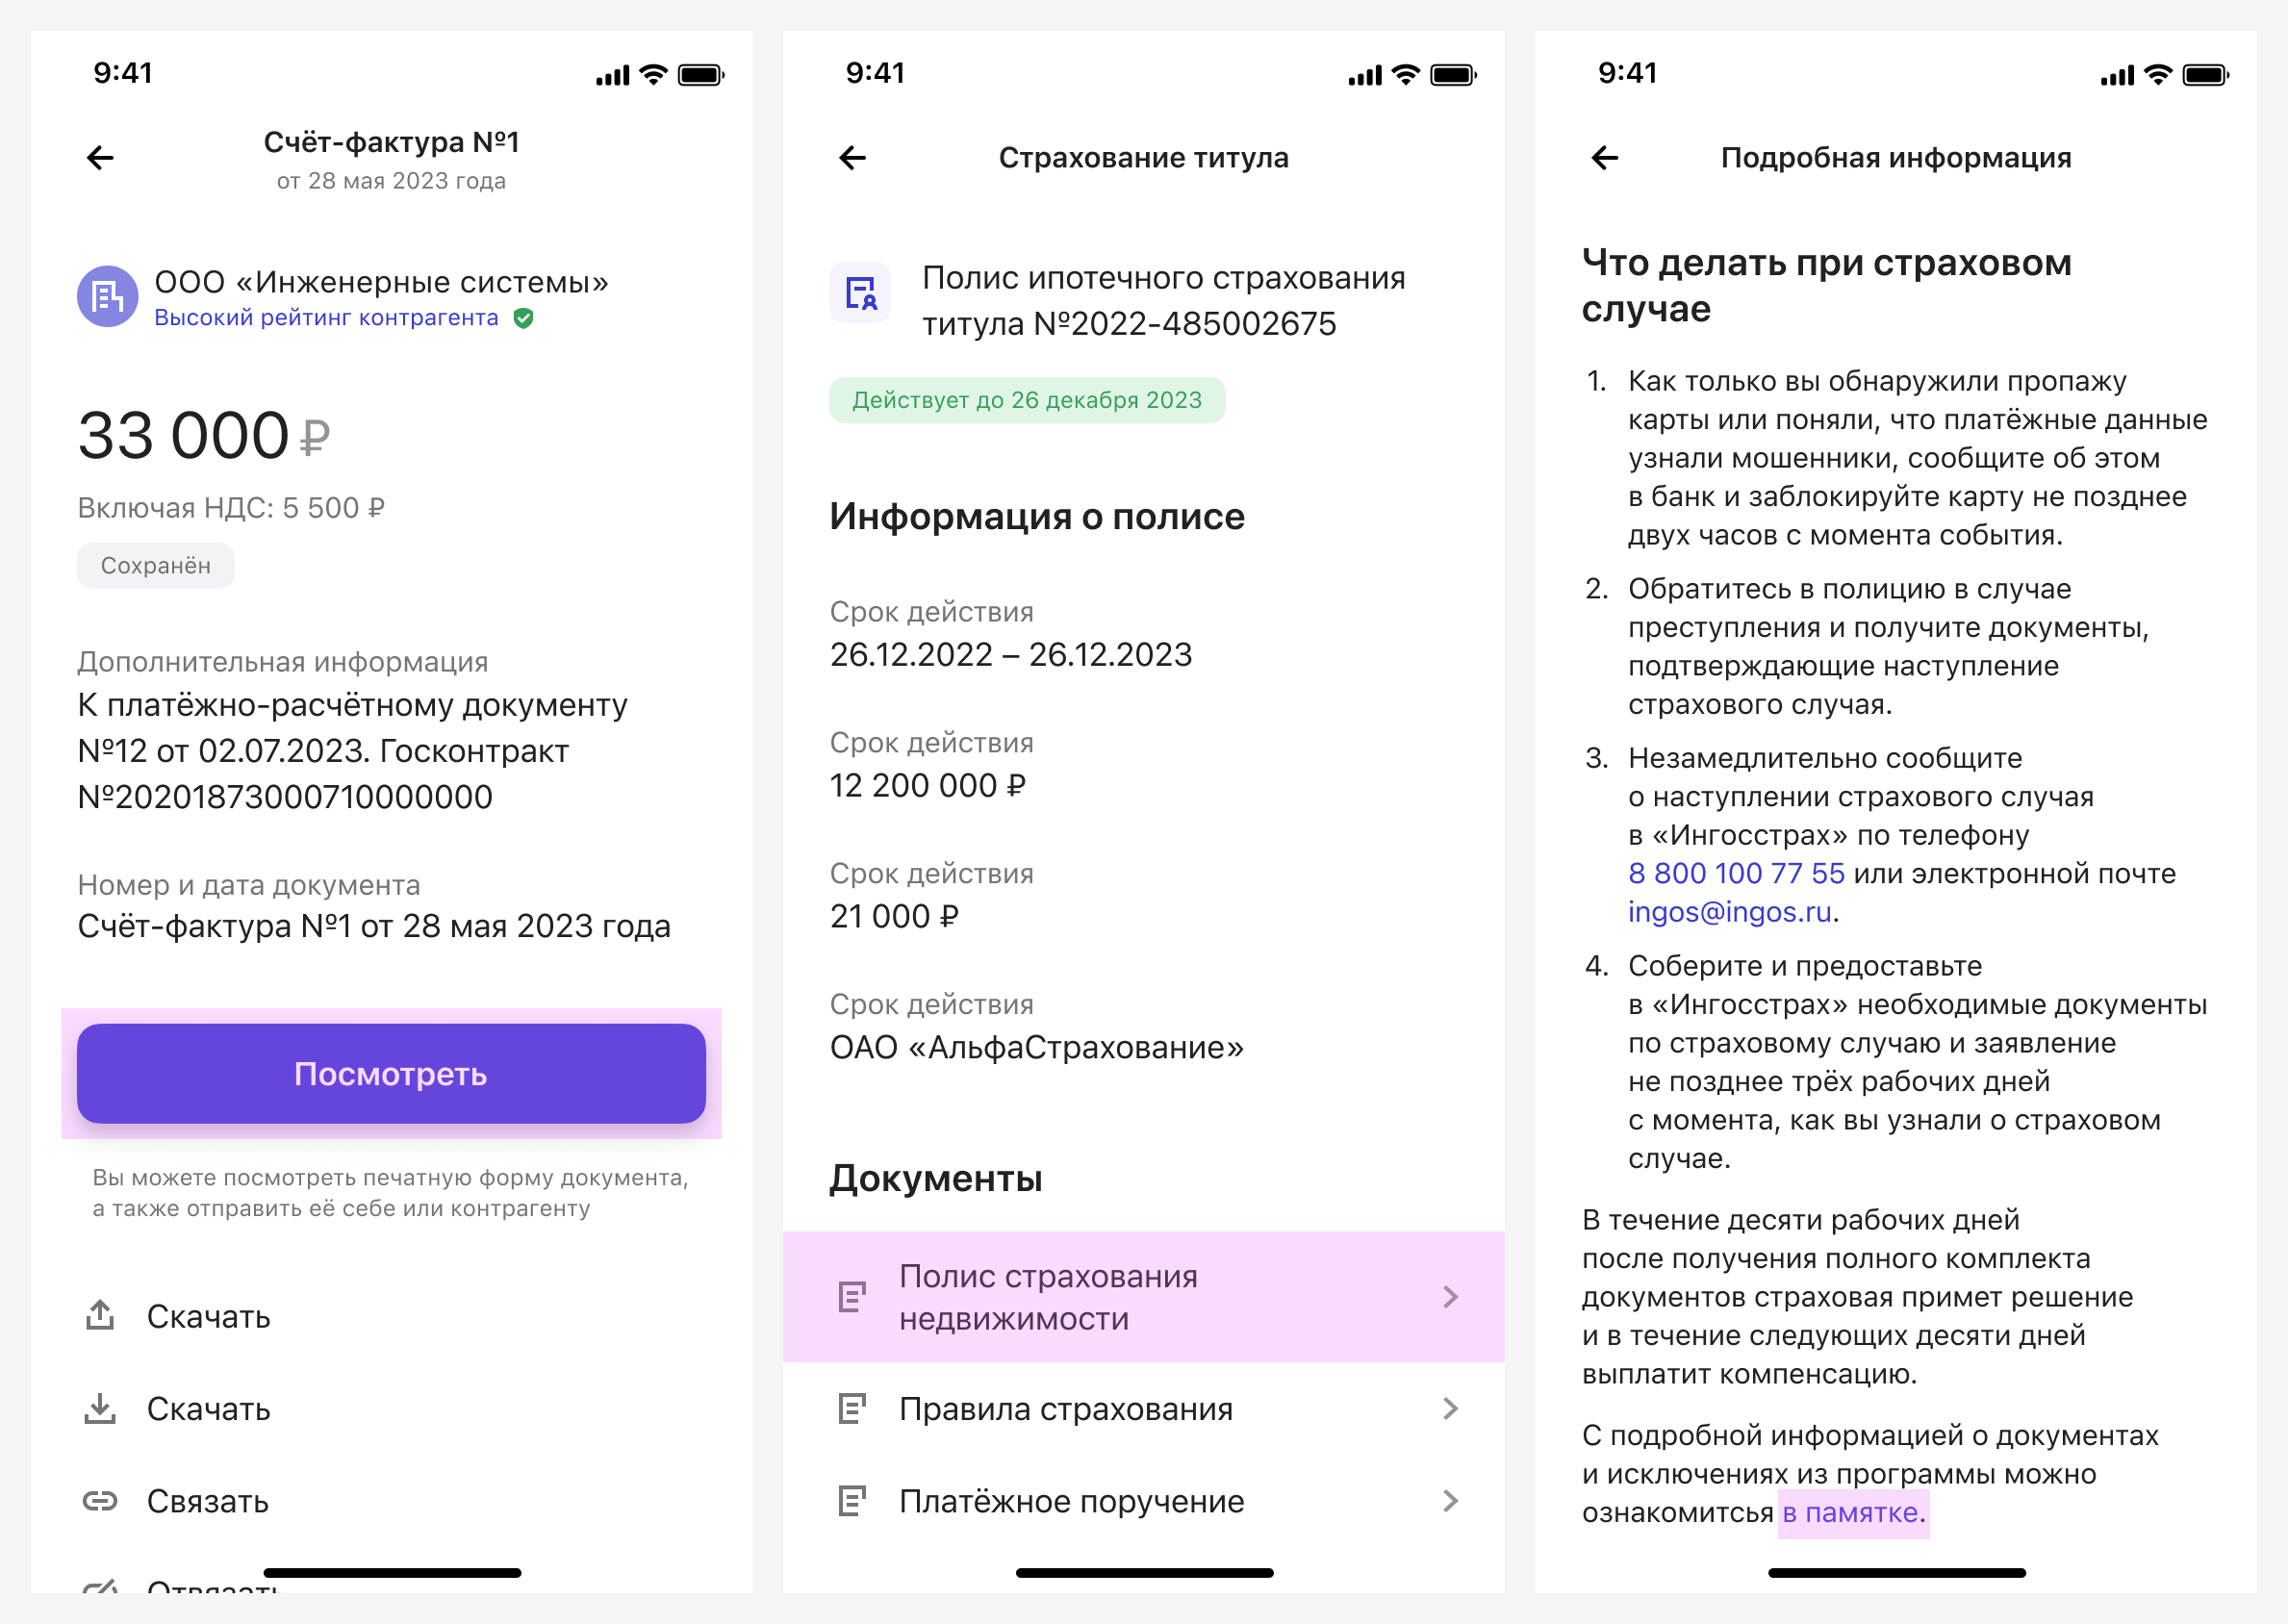 9:41
Счёт-фактура №1
от 28 мая 2023 года
ООО «Инженерные системы»
Высокий рейтинг контрагента
33 000 ₽
Включая НДС: 5 500 ₽
Сохранён
Дополнительная информация
К платёжно-расчётному документу
№12 от 02.07.2023. Госконтракт
№20201873000710000000
Номер и дата документа
Счёт-фактура №1 от 28 мая 2023 года
Посмотреть
Вы можете посмотреть печатную форму документа,
а также отправить её себе или контрагенту
Скачать
Скачать
Связать
Отвязать
9:41
Страхование титула
Полис ипотечного страхования
титула №2022-485002675
Действует до 26 декабря 2023
Информация о полисе
Срок действия
26.12.2022 – 26.12.2023
Срок действия
12 200 000 ₽
Срок действия
21 000 ₽
Срок действия
ОАО «АльфаСтрахование»
Документы
Полис страхования
недвижимости
Правила страхования
Платёжное поручение
9:41
Подробная информация
Что делать при страховом
случае
1. Как только вы обнаружили пропажу
карты или поняли, что платёжные данные
узнали мошенники, сообщите об этом
в банк и заблокируйте карту не позднее
двух часов с момента события.
2. Обратитесь в полицию в случае
преступления и получите документы,
подтверждающие наступление
страхового случая.
3. Незамедлительно сообщите
о наступлении страхового случая
в «Ингосстрах» по телефону
8 800 100 77 55 или электронной почте
ingos@ingos.ru.
4. Соберите и предоставьте
в «Ингосстрах» необходимые документы
по страховому случаю и заявление
не позднее трёх рабочих дней
с момента, как вы узнали о страховом
случае.
В течение десяти рабочих дней
после получения полного комплекта
документов страховая примет решение
и в течение следующих десяти дней
выплатит компенсацию.
С подробной информацией о документах
и исключениях из программы можно
ознакомитсья в памятке.